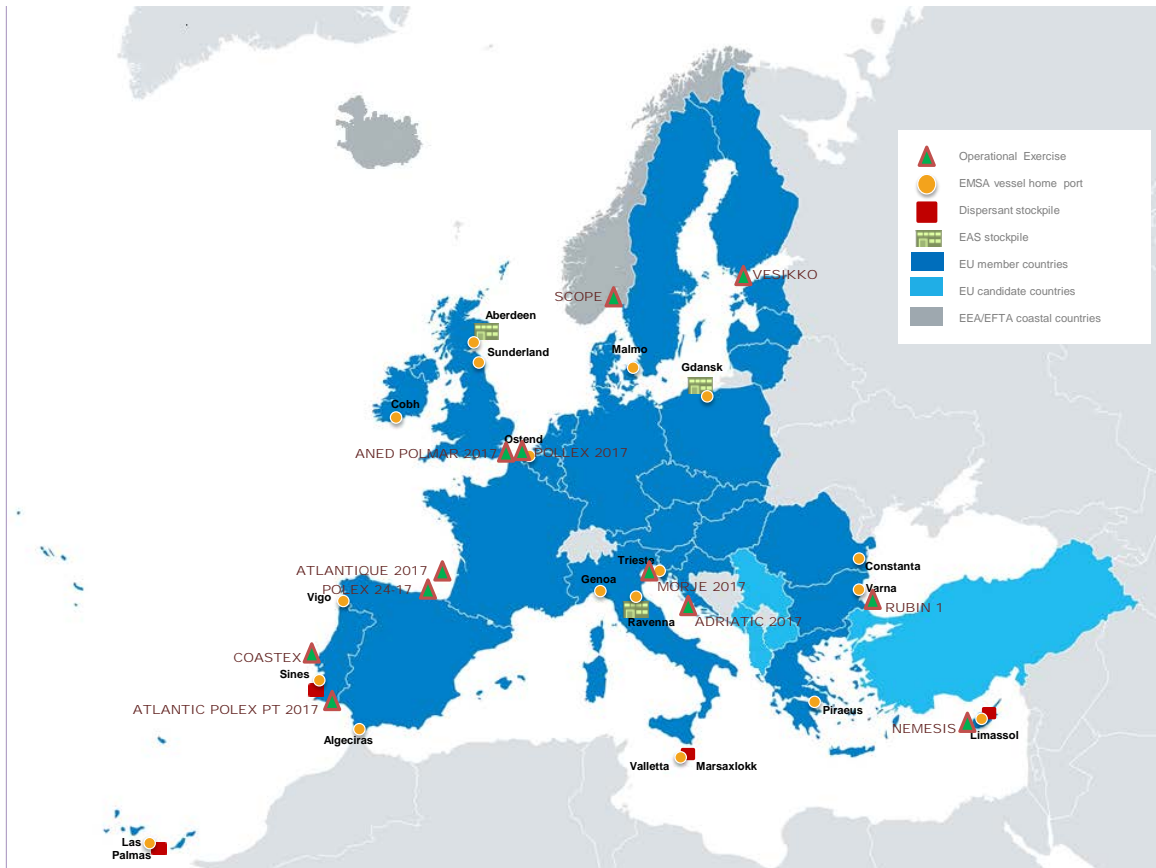 Operational Exercise
EMSA vessel home port
Dispersant stockpile
EAS stockpile
EU member countries
EU candidate countries
EEA/EFTA coastal countries
VESIKKO
SCOPE
Aberdeen
Sunderland
Malmo
Gdansk
Cobh
Ostend
ANED POLMAR 2017
POLLEX 2017
ATLANTIQUE 2017
POLEX 24-17
Vigo
Trieste
Genoa
MORJE 2017
Constanta
Varna
RUBIN 1
Ravenna
ADRIATIC 2017
COASTEX
Sines
ATLANTIC POLEX PT 2017
Algeciras
Piraeus
NEMESIS
Limassol
Valletta
Marsaxlokk
Las
Palmas